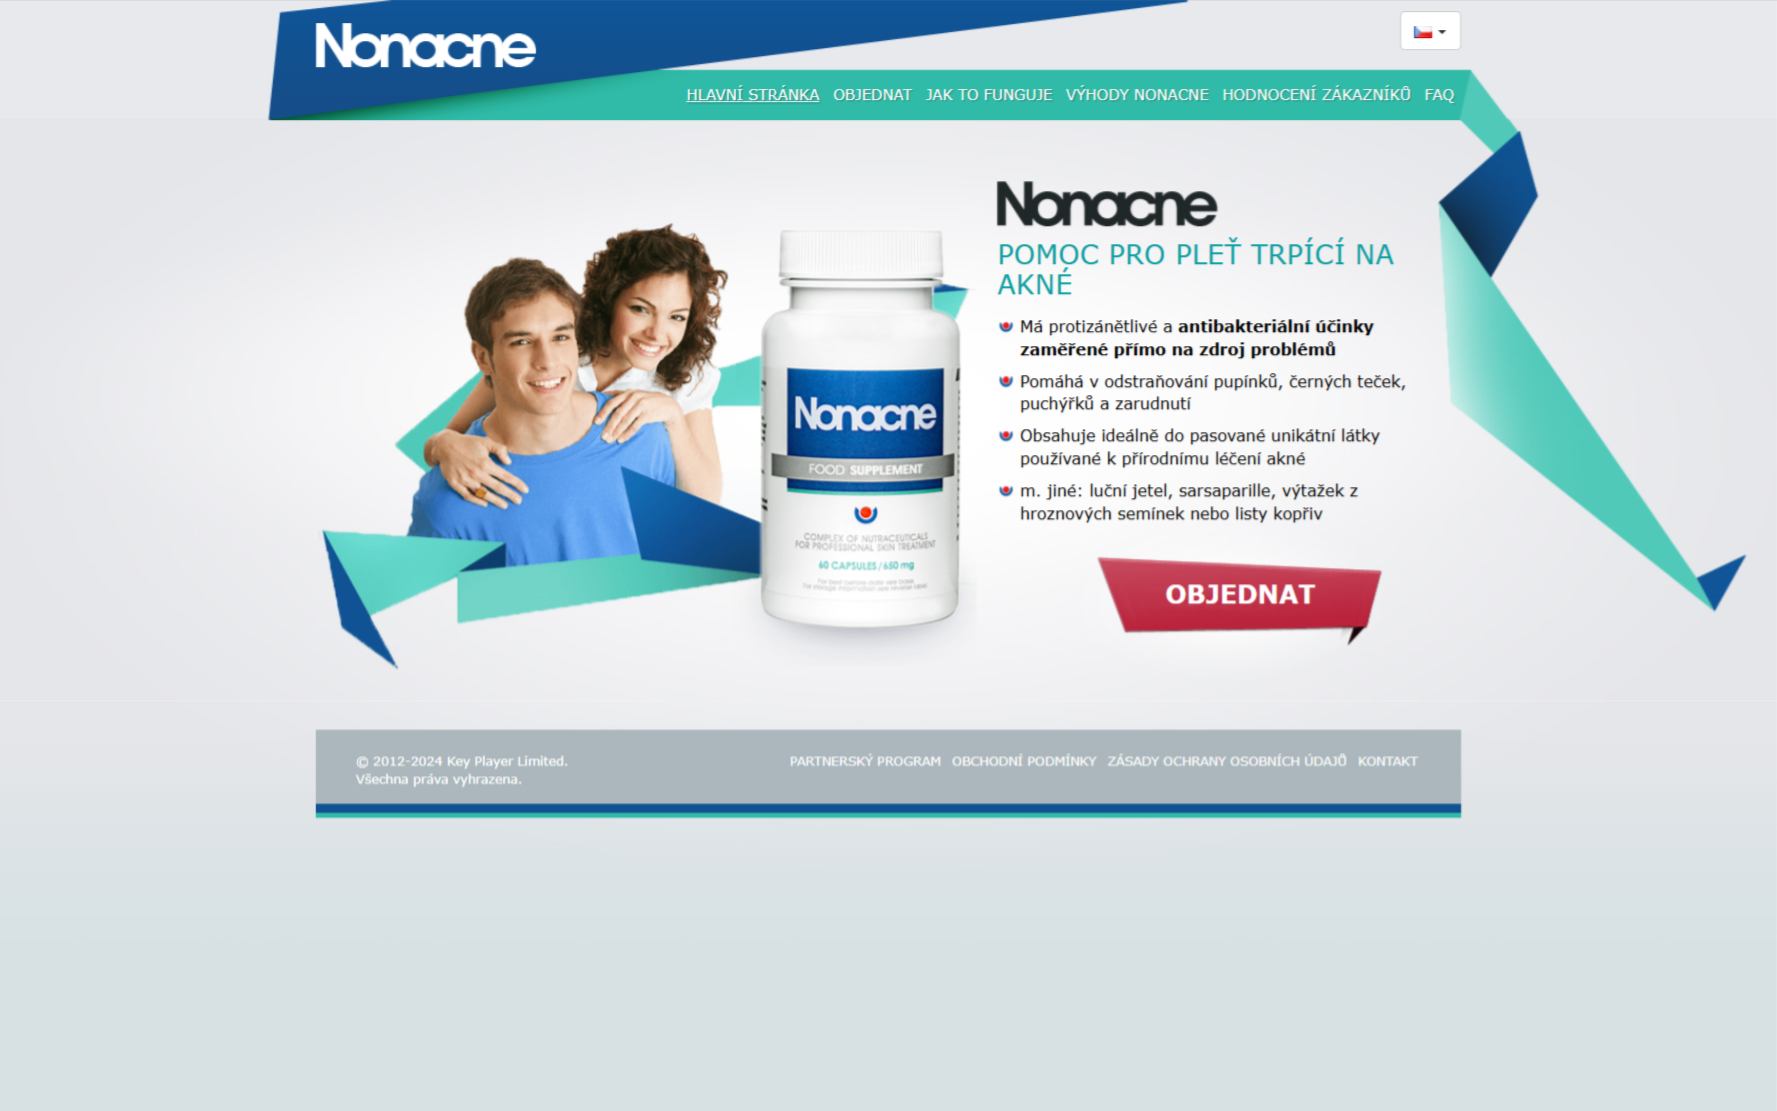 Nonacne
HLAVNÍ STRÁNKA OBJEDNAT JAK TO FUNGUJE VÝHODY NONACNE HODNOCENÍ ZÁKAZNÍKŮ FAQ
Nonacne
POMOC PRO PLEŤ TRPÍCÍ NA
AKNÉ
Má protizánětlivé a antibakteriální účinky
zaměřené přímo na zdroj problémů
Pomáhá v odstraňování pupínků, černých teček,
puchýřků a zarudnutí
Obsahuje ideálně do pasované unikátní látky
používané k přírodnímu léčení akné
m. jiné: luční jetel, sarsaparille, výtažek z
hroznových semínek nebo listy kopřiv
OBJEDNAT
Nonacne
FOOD SUPPLEMENT
COMPLEX OF NUTRACEUTICALS
FOR PROFESSIONAL SKIN TREATMENT
60 CAPSULES/650 mg
© 2012-2024 Key Player Limited.
Všechna práva vyhrazena.
PARTNERSKÝ PROGRAM OBCHODNÍ PODMÍNKY ZÁSADY OCHRANY OSOBNÍCH ÚDAJŮ KONTAKT